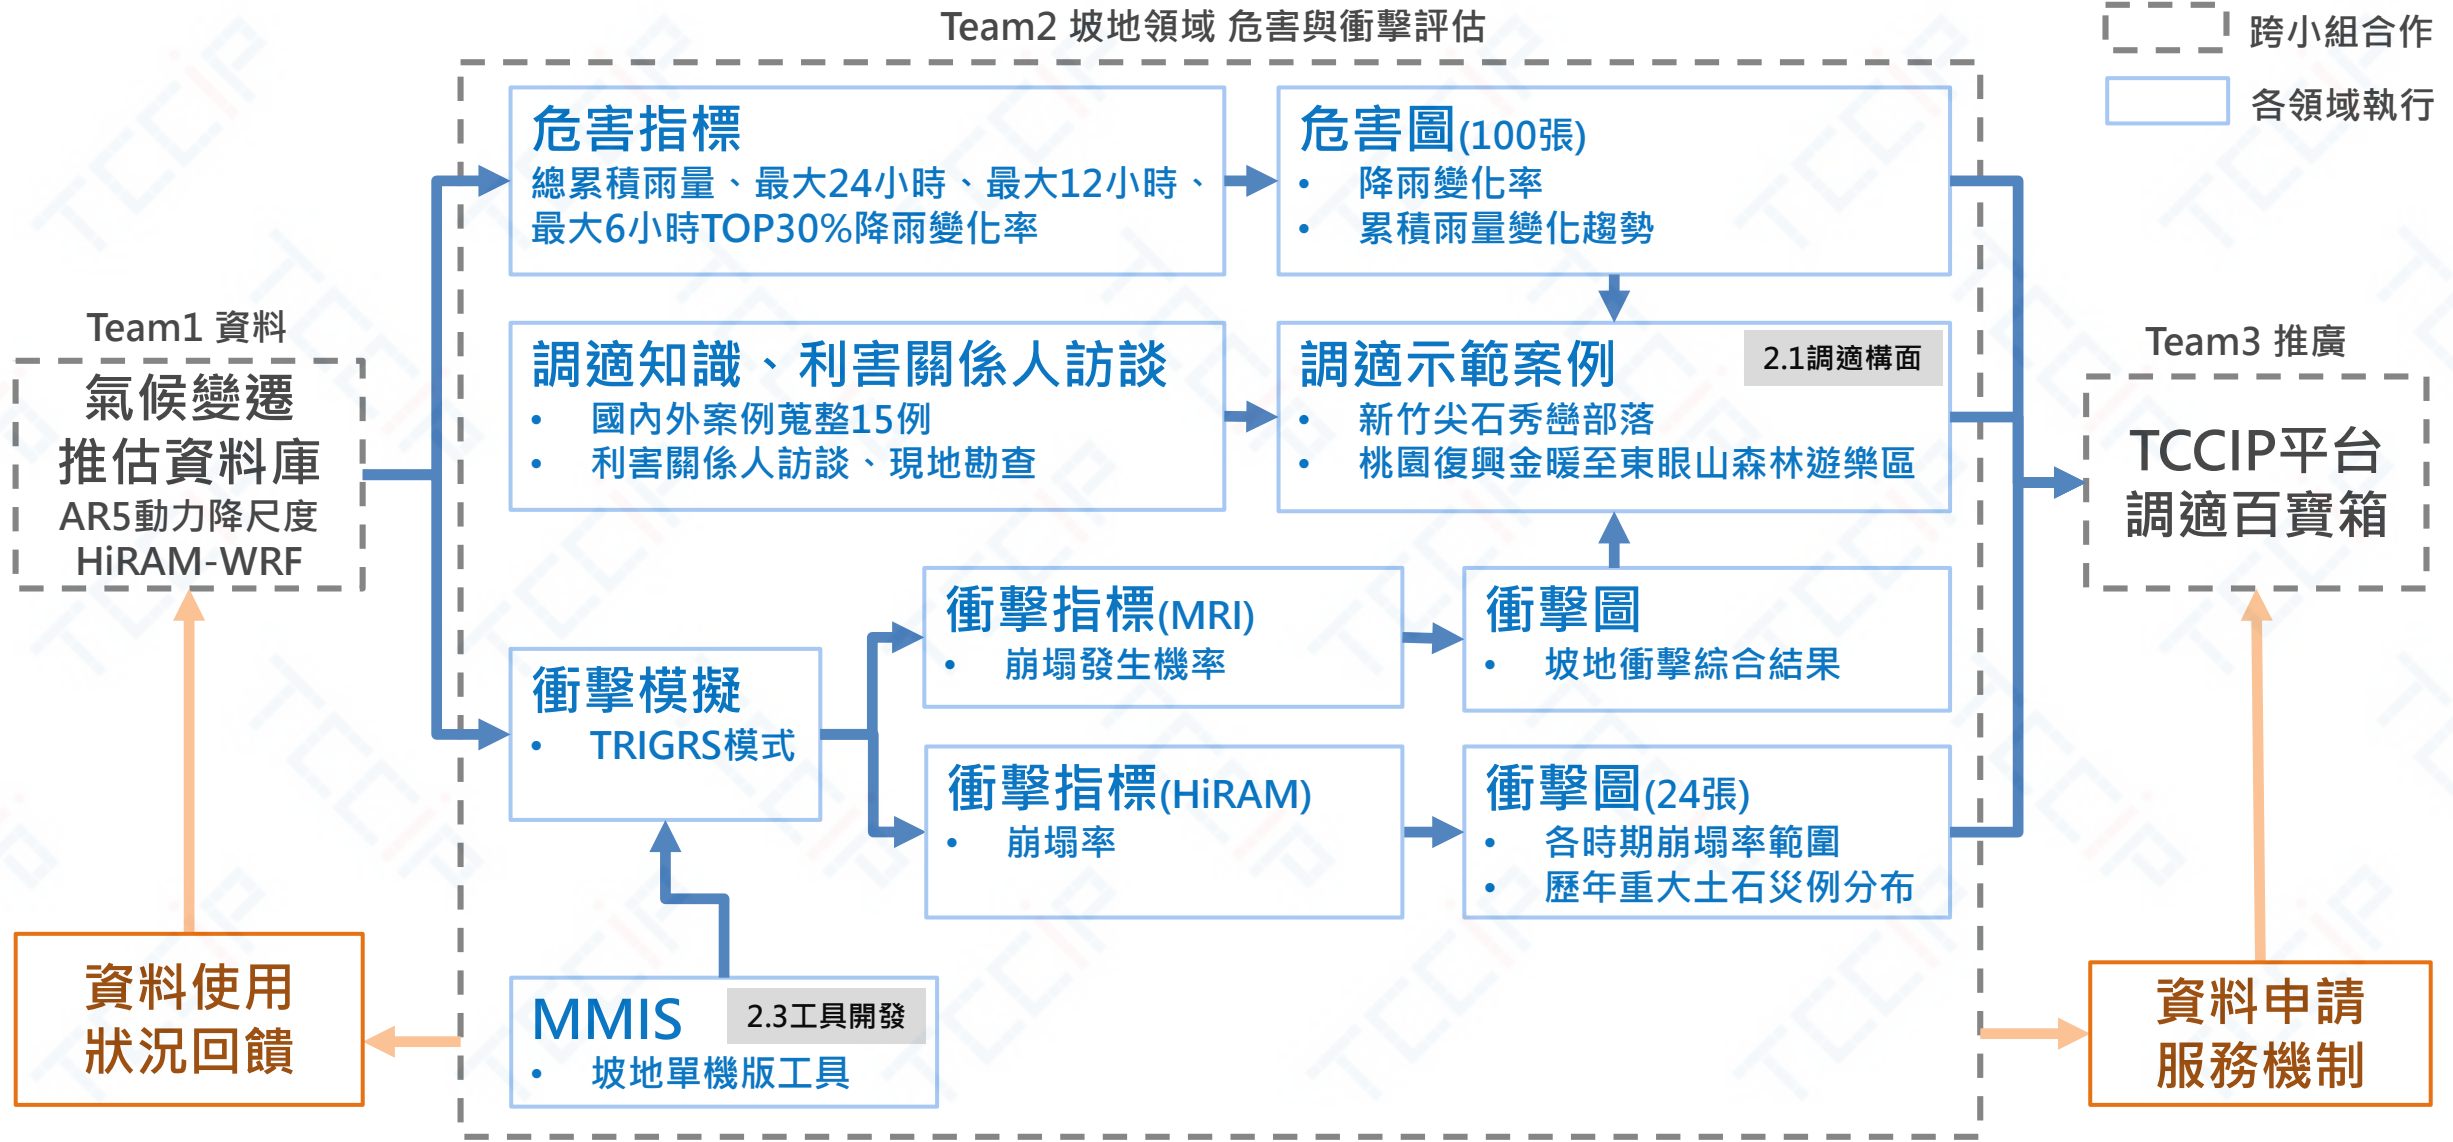 Team2 坡地領域 危害與衝擊評估
跨小組合作
各領域執行
危害指標
總累積雨量、最大24小時、最大12小時、
最大6小時TOP30%降雨變化率
危害圖(100張)
• 降雨變化率
• 累積雨量變化趨勢
Team1 資料
氣候變遷
推估資料庫
AR5動力降尺度
HiRAM-WRF
調適知識、利害關係人訪談
• 國內外案例蒐整15例
• 利害關係人訪談、現地勘查
調適示範案例
2.1調適構面
• 新竹尖石秀巒部落
• 桃園復興金暖至東眼山森林遊樂區
Team3 推廣
TCCIP平台
調適百寶箱
衝擊模擬
• TRIGRS模式
衝擊指標(MRI)
• 崩塌發生機率
衝擊圖
• 坡地衝擊綜合結果
衝擊指標(HiRAM)
• 崩塌率
衝擊圖(24張)
• 各時期崩塌率範圍
• 歷年重大土石災例分布
MMIS
2.3工具開發
• 坡地單機版工具
資料使用
狀況回饋
資料申請
服務機制
TCCIP